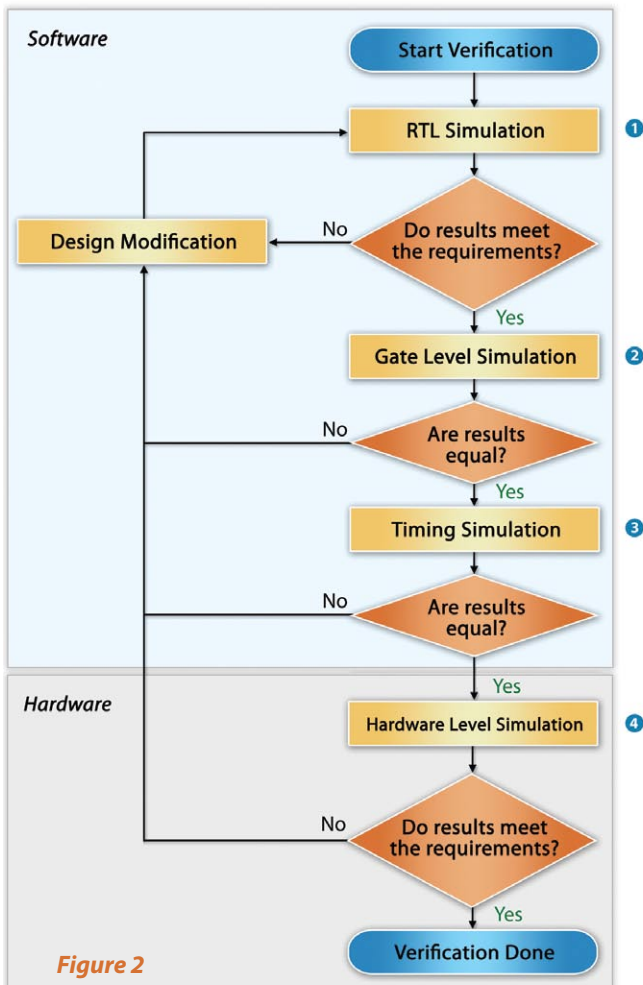 Software
Start Verification
RTL Simulation
1
Do results meet
the requirements?
No
Design Modification
Yes
Gate Level Simulation
2
Are results
equal?
No
Yes
Timing Simulation
3
Are results
equal?
No
Yes
Hardware
Hardware Level Simulation
4
Do results meet
the requirements?
No
Yes
Verification Done
Figure 2